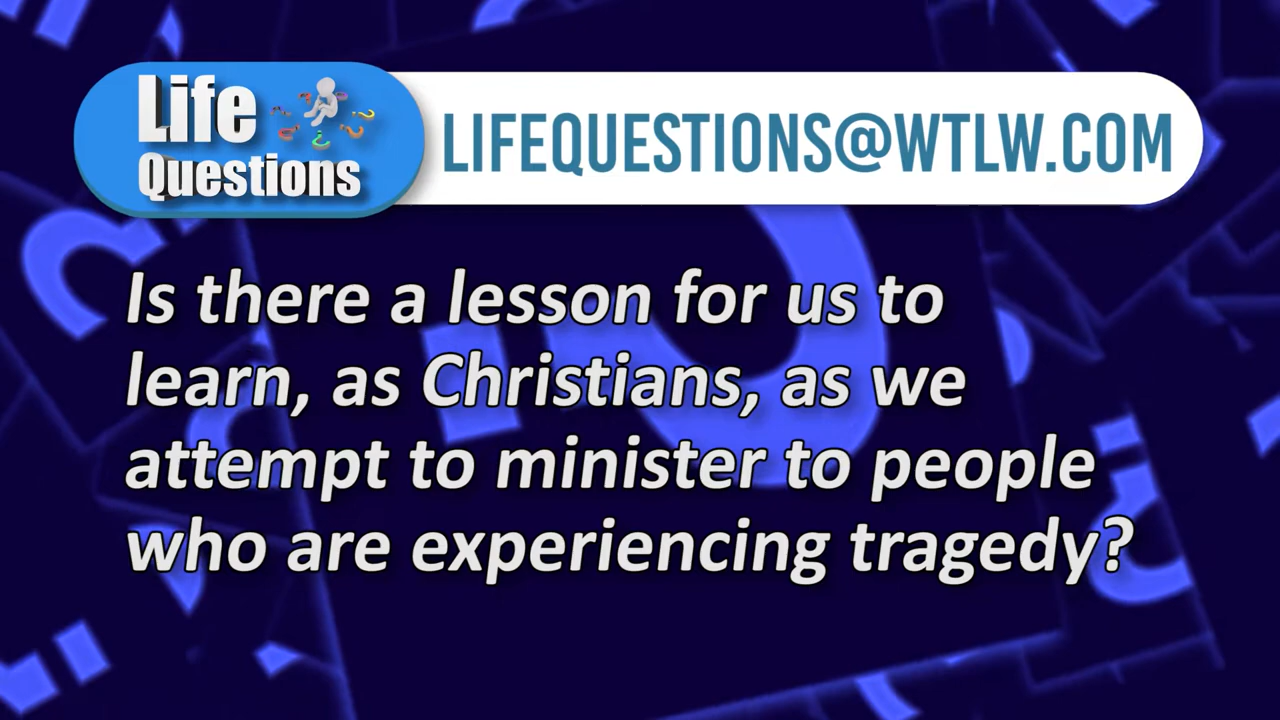 Life
Questions
LIFEQUESTIONS@WTLW.COM
Is there a lesson for us to
learn, as Christians, as we
attempt to minister to people
who are experiencing tragedy?